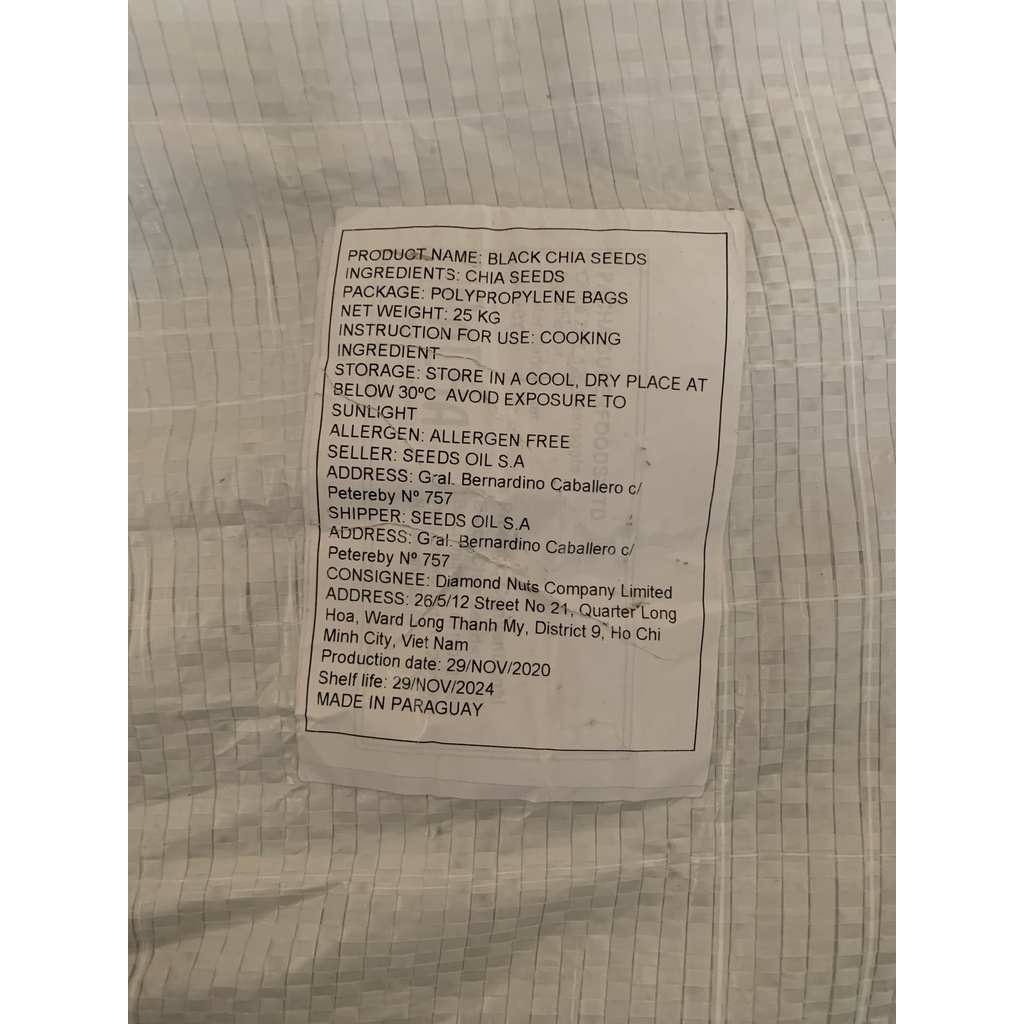 PRODUCT NAME: BLACK CHIA SEEDS
INGREDIENTS: CHIA SEEDS
PACKAGE: POLYPROPYLENE BAGS
NET WEIGHT: 25 KG
INSTRUCTION FOR USE: COOKING
INGREDIENT
STORAGE: STORE IN A COOL, DRY PLACE AT
BELOW 30ºC AVOID EXPOSURE TO
SUNLIGHT
ALLERGEN: ALLERGEN FREE
SELLER: SEEDS OIL S.A
ADDRESS: Gral. Bernardino Caballero c/
Petereby Nº 757
SHIPPER: SEEDS OIL S.A
ADDRESS: Gral. Bernardino Caballero c/
Petereby Nº 757
CONSIGNEE: Diamond Nuts Company Limited
ADDRESS: 26/5/12 Street No 21, Quarter Long
Hoa, Ward Long Thanh My, District 9, Ho Chi
Minh City, Viet Nam
Production date: 29/NOV/2020
Shelf life: 29/NOV/2024
MADE IN PARAGUAY